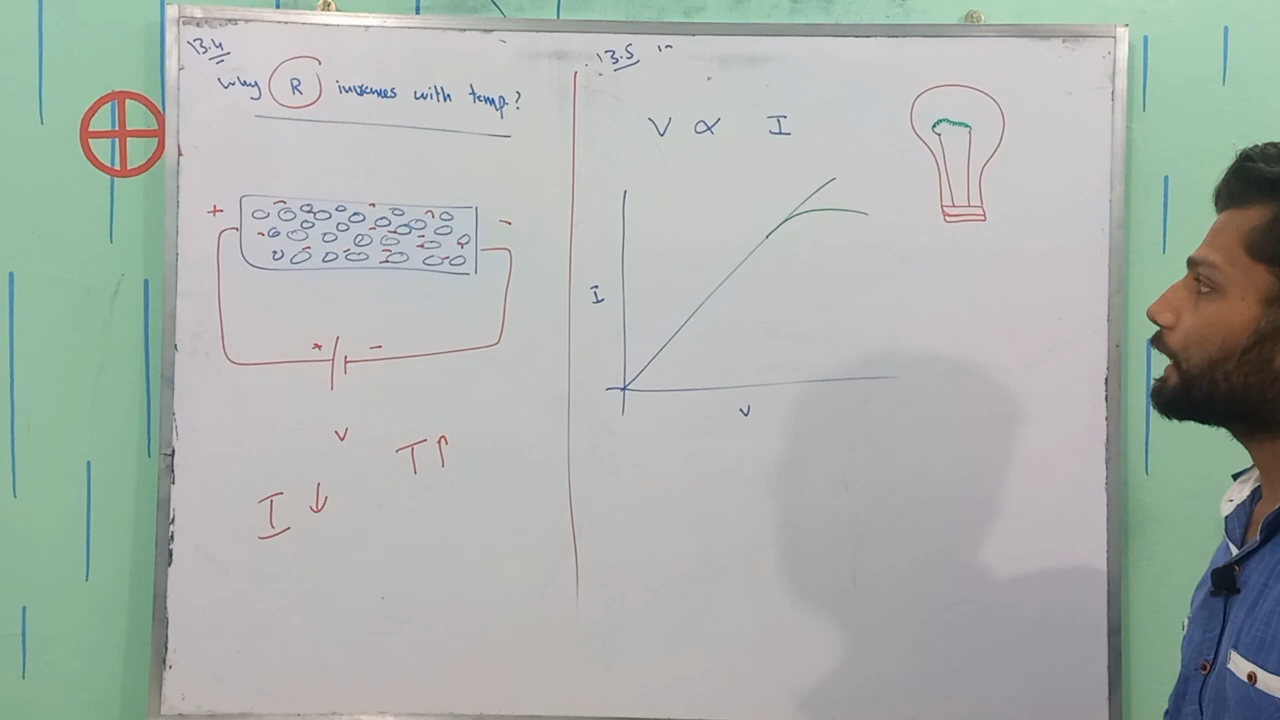 13.4
Why R increases with temp.?
+ -
+ -
V
T↑
I ↓
13.5
V ∝ I
I
V